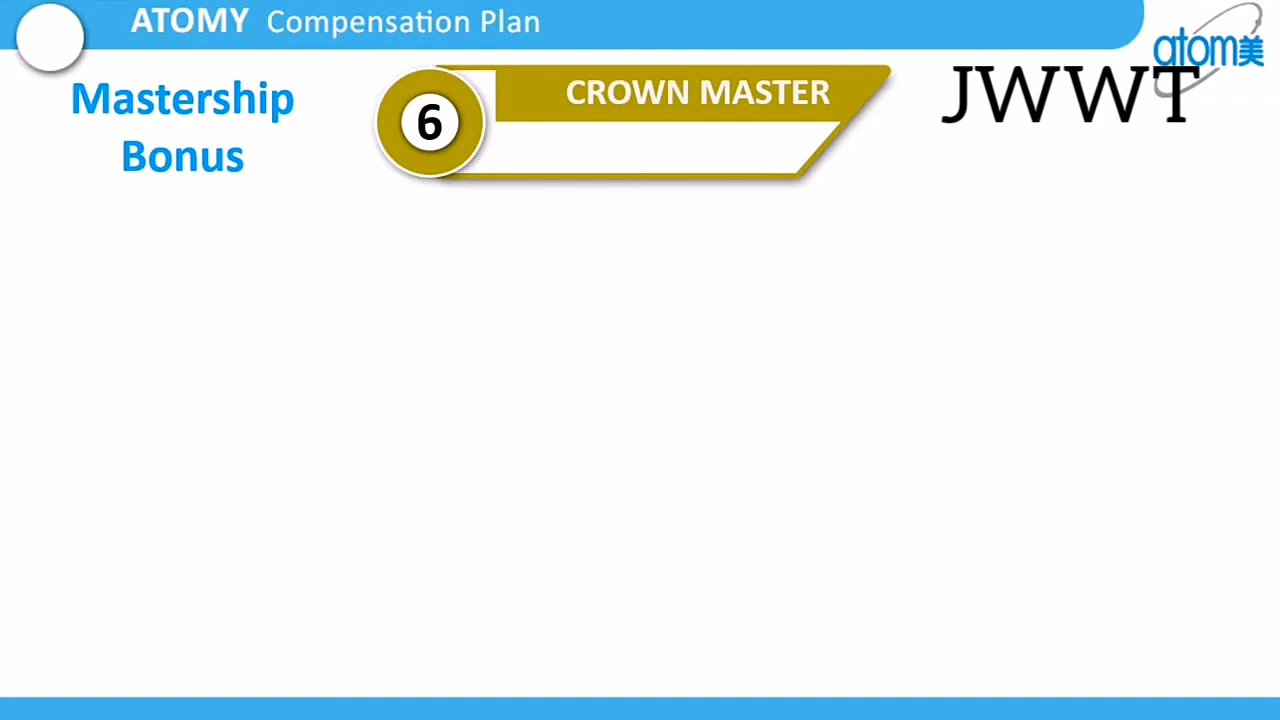 ATOMY Compensation Plan
atom美
Mastership
Bonus
6
CROWN MASTER
JWWT